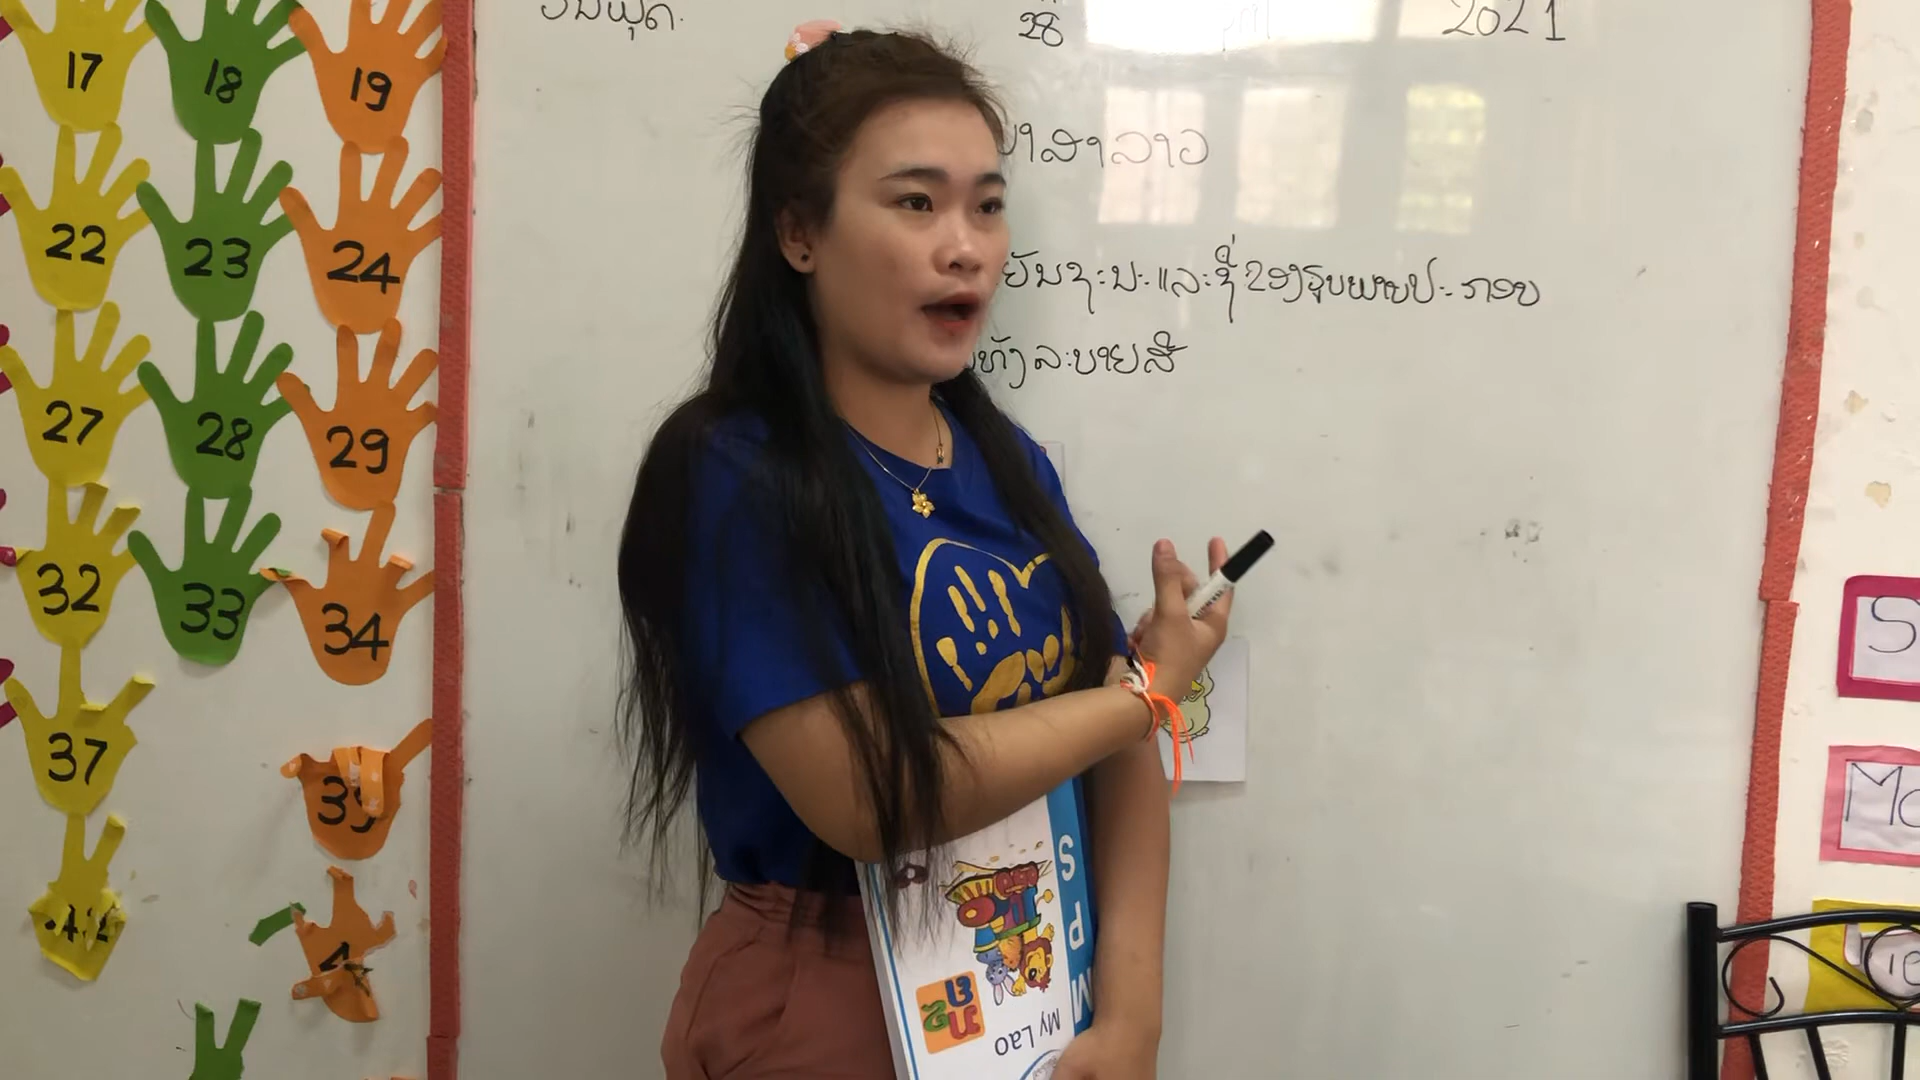 ວັນພຸດ. 28 2021
ພາສາລາວ
ຍັນຊະນະ ແລະ ຊື່ຂອງຮູບພາບປະກອບ
ທັງລະບາຍສີ
17 18 19
22 23 24
27 28 29
32 33 34
37 39
42
My Lao